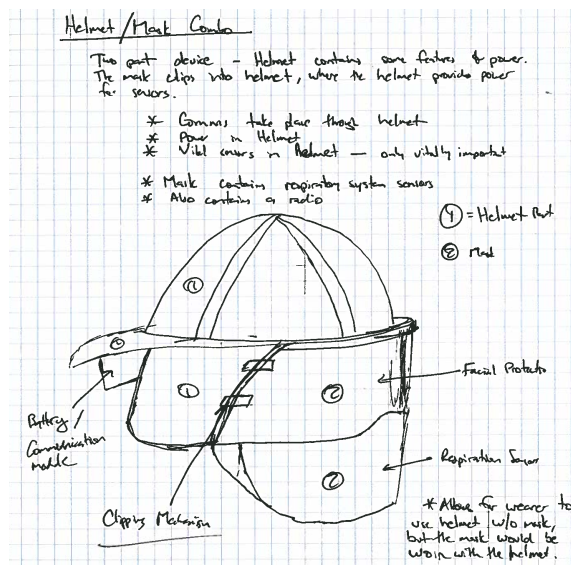 Helmet/Mask Combo
Two part device - Helmet contains some features & power.
The mask clips into helmet, where the helmet provides power
for sensors.
* Comms take place through helmet
* Power in Helmet
* Vital sensors in Helmet — only vitally important
* Mask contains respiratory system sensors
* Also contains a radio
① = Helmet Part
② Mask
①
①
①
②
②
Facial Protection
Battery/
Communication
module
Respiration Sensor
Clipping Mechanism
* Allows for wearer to
use helmet w/o mask,
but the mask would be
worn with the helmet.